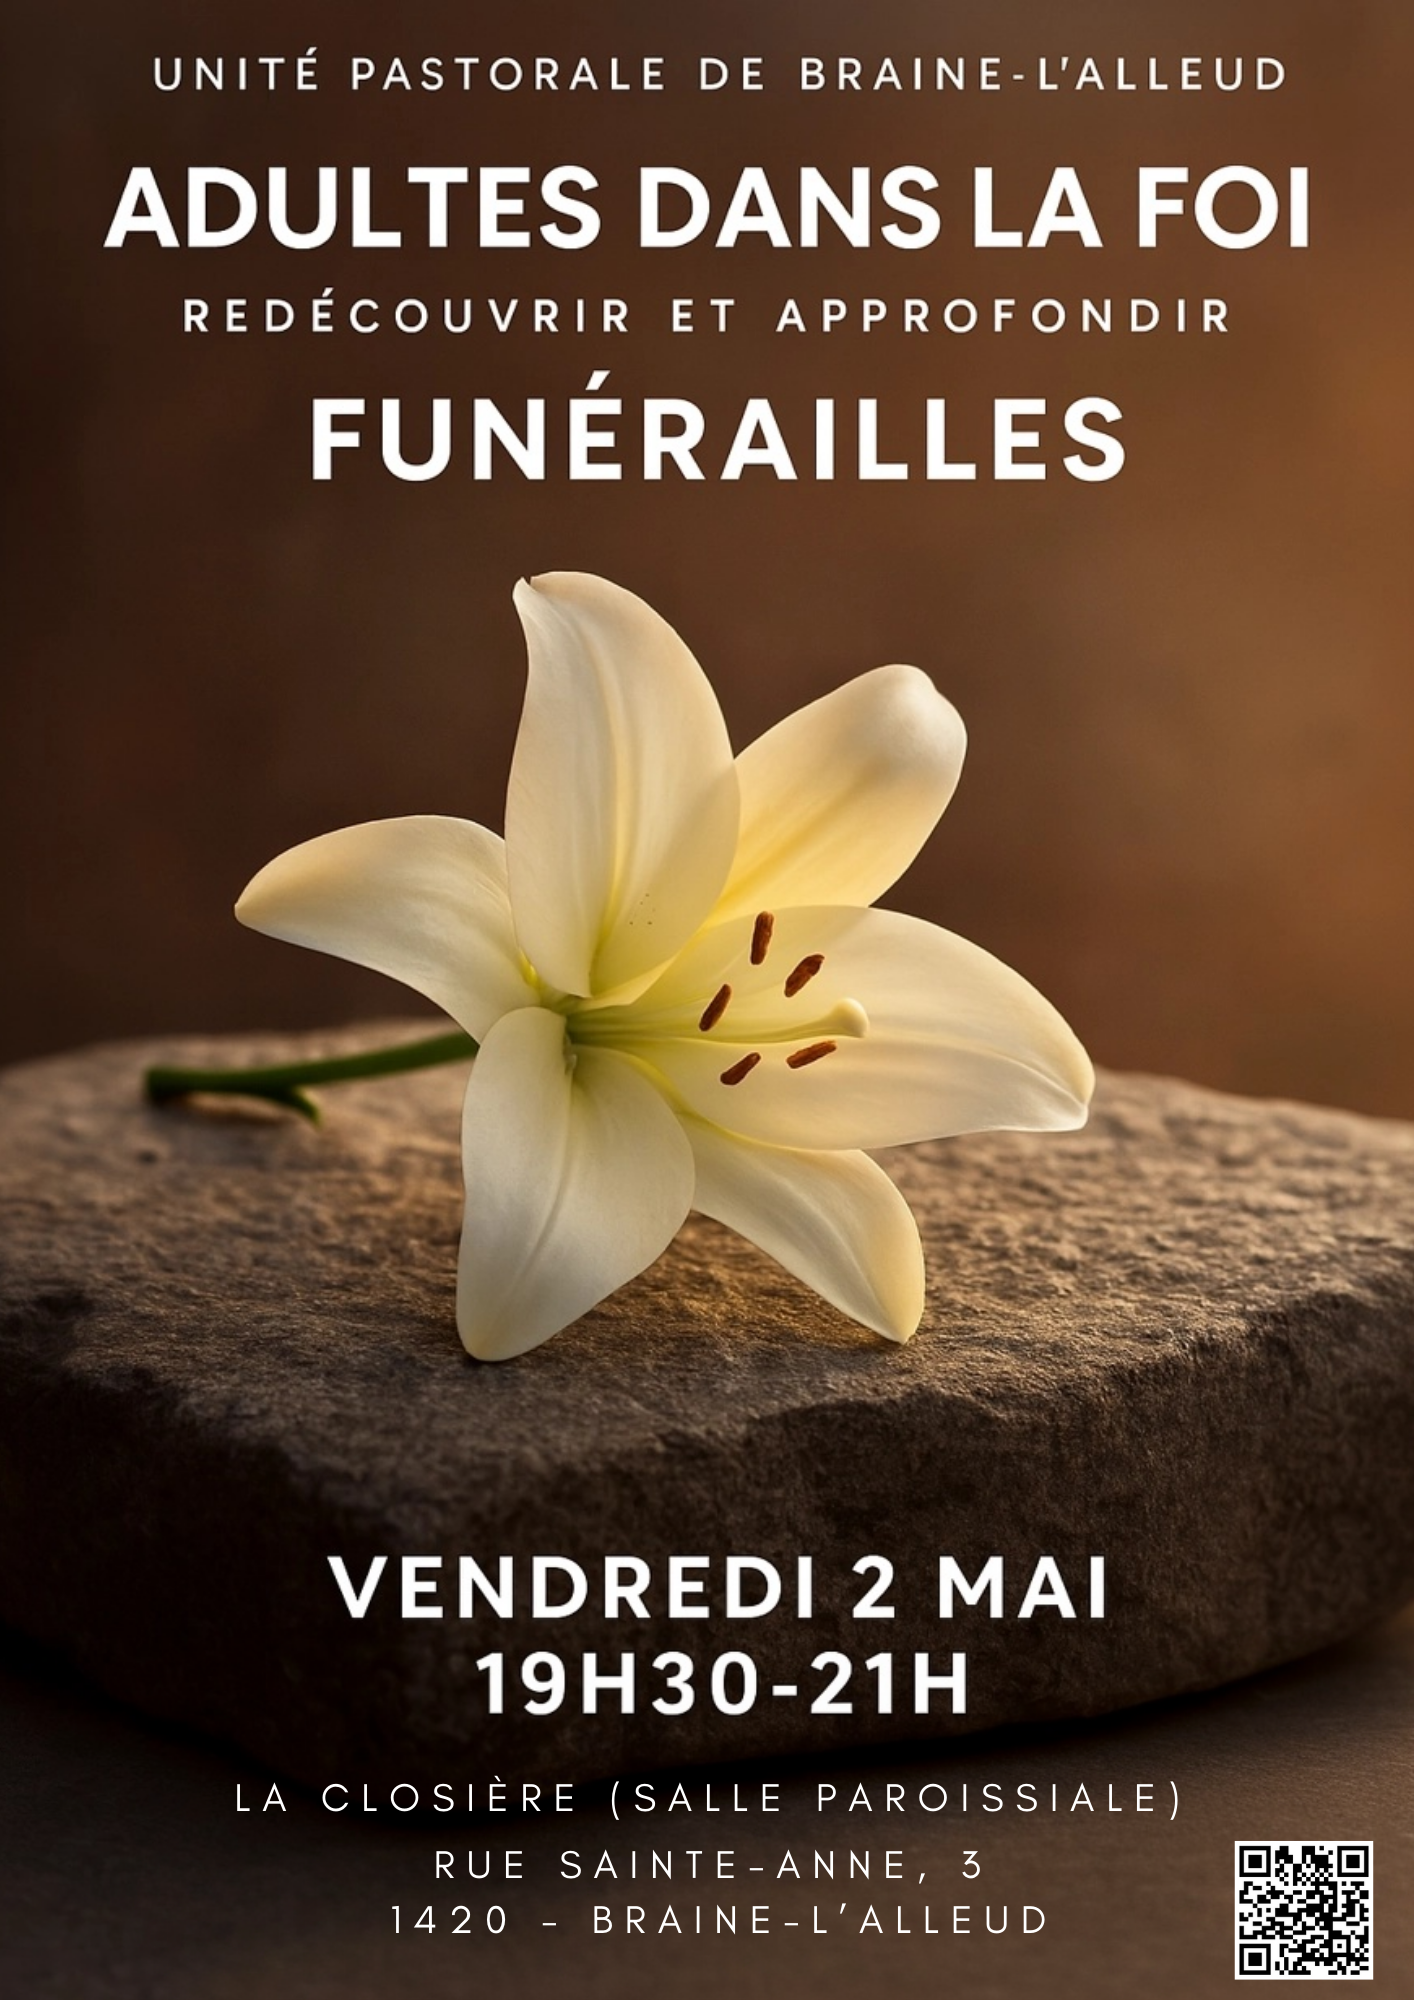 UNITÉ PASTORALE DE BRAINE-L'ALLEUD
ADULTES DANS LA FOI
REDÉCOUVRIR ET APPROFONDIR
FUNÉRAILLES
VENDREDI 2 MAI
19H30-21H
LA CLOSIÈRE (SALLE PAROISSIALE)
RUE SAINTE-ANNE, 3
1420 - BRAINE-L'ALLEUD